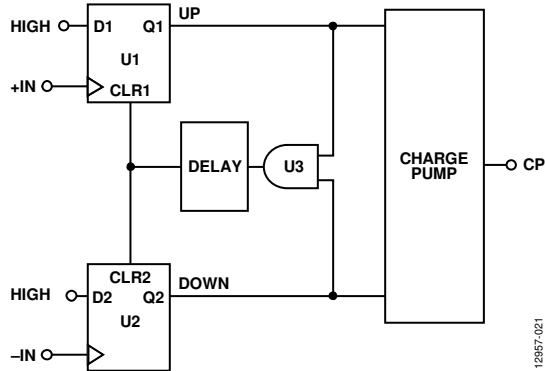 UP
HIGH
D1
Q1
U1
+IN
CLR1
DELAY
U3
CHARGE
PUMP
CP
CLR2
DOWN
HIGH
D2
Q2
U2
–IN
12957-021